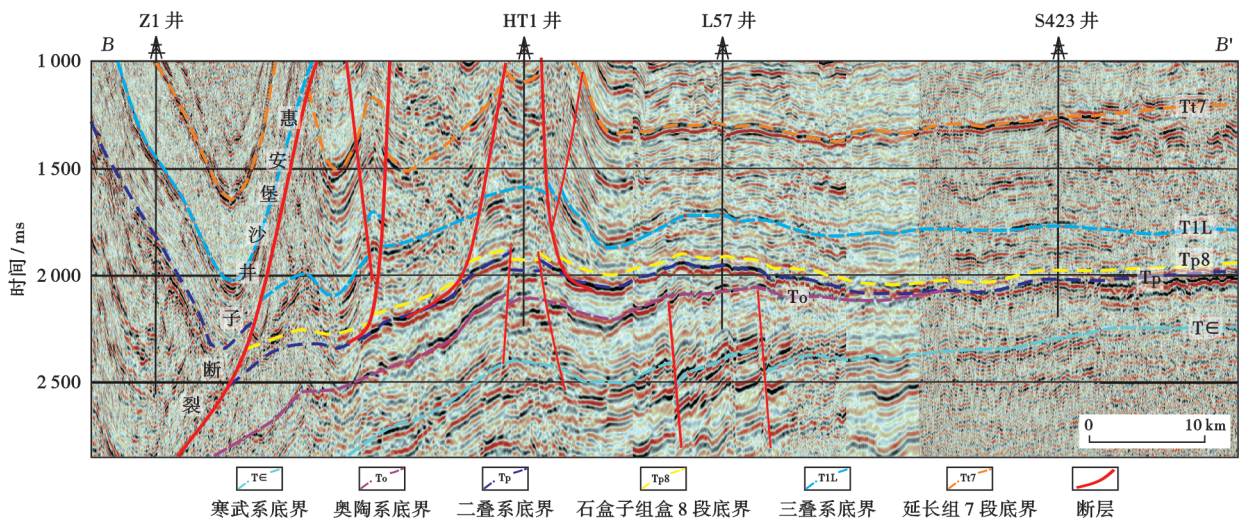 Z1 井
HT1 井
L57 井
S423 井
B
B'
时间 / ms
1 000
1 500
2 000
2 500
惠
安
堡
沙
井
子
断
裂
Tt7
T1L
Tp8
Tp
To
T∈
0
10 km
T∈
To
Tp
Tp8
T1L
Tt7
寒武系底界
奥陶系底界
二叠系底界
石盒子组盒 8 段底界
三叠系底界
延长组 7 段底界
断层